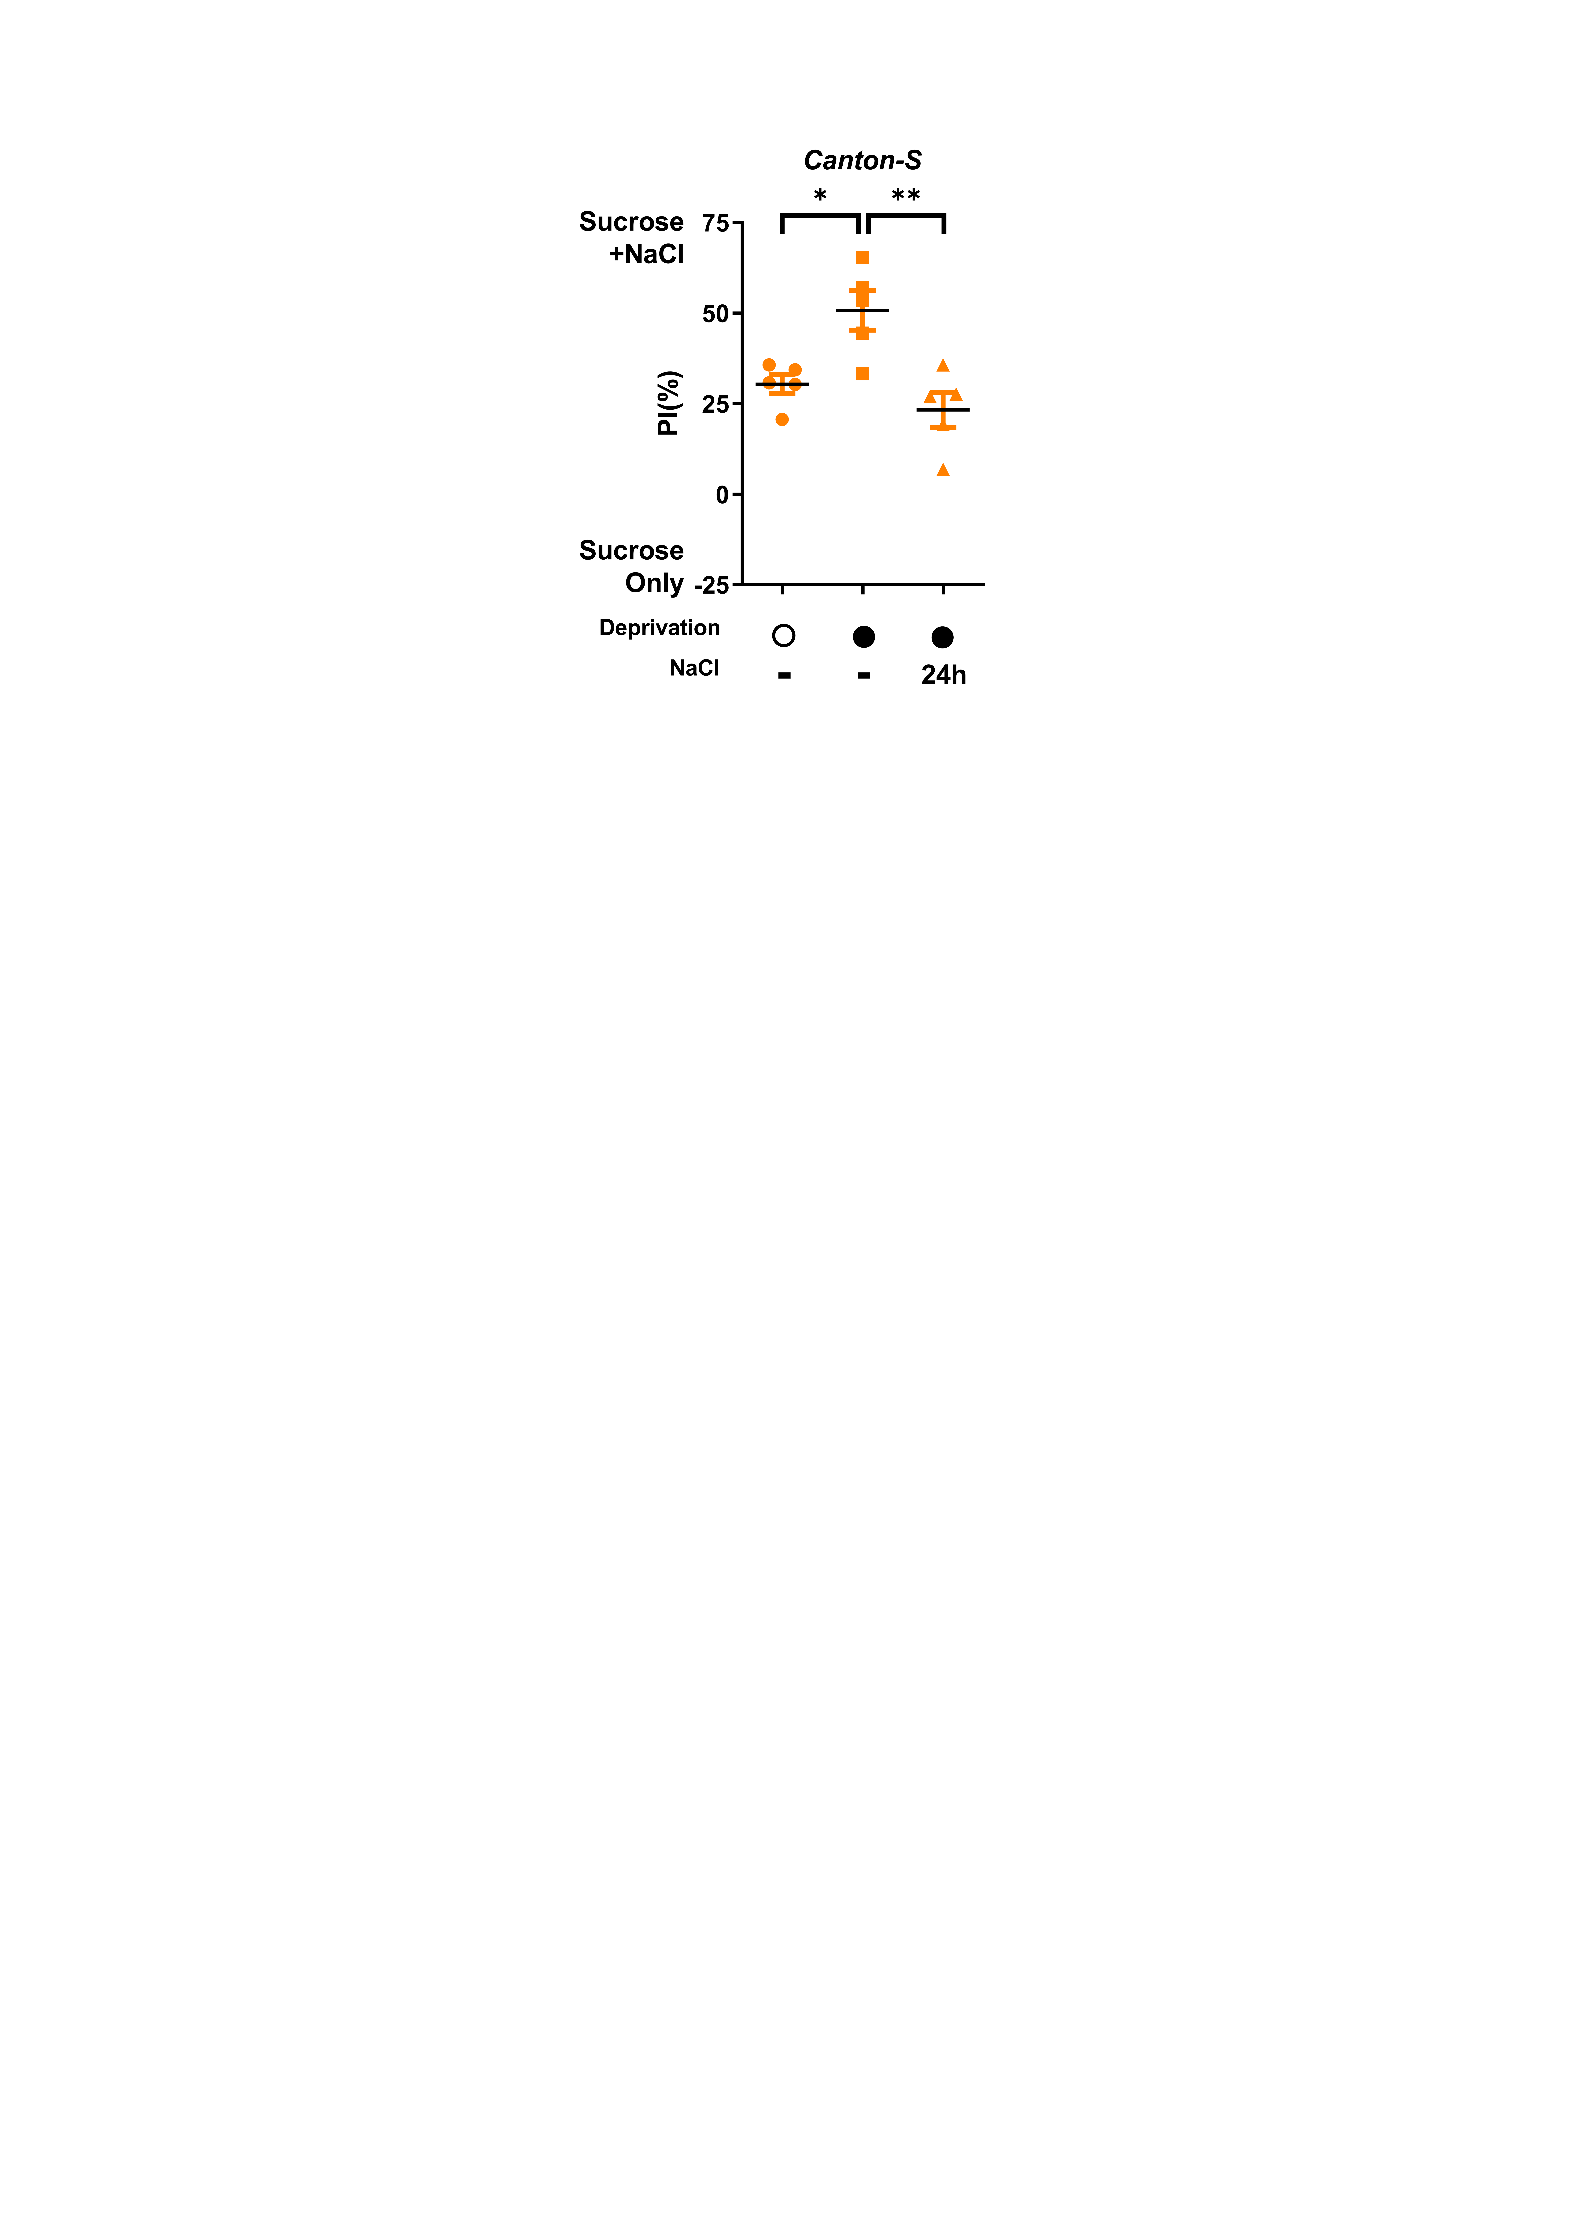 Canton-S
* **
Sucrose
+NaCl
75
50
25
0
-25
PI(%)
Sucrose
Only
Deprivation
NaCl - - 24h